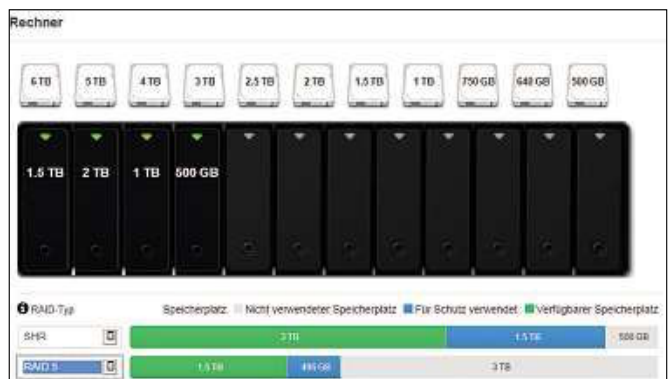 Rechner
6 TB 5 TB 4 TB 3 TB 2.5 TB 2 TB 1.5 TB 1 TB 750 GB 640 GB 500 GB
1.5 TB 2 TB 1 TB 500 GB
RAID-Typ Speicherplatz: Nicht verwendeter Speicherplatz Für Schutz verwendet Verfügbarer Speicherplatz
SHR 3 TB 1.5 TB 500 GB
RAID 5 1.5 TB 3 TB